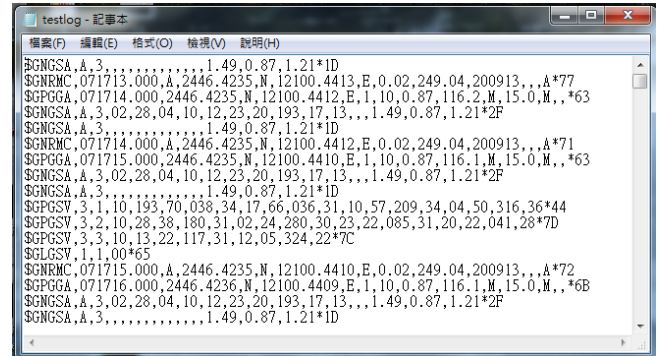 testlog - 記事本
檔案(F) 編輯(E) 格式(O) 檢視(V) 說明(H)
$GNGSA,A,3,,,,,,,,,,,,,1.49,0.87,1.21*1D
$GNRMC,071713.000,A,2446.4235,N,12100.4413,E,0.02,249.04,200913,,,A*77
$GPGGA,071714.000,2446.4235,N,12100.4412,E,1,10,0.87,116.2,M,15.0,M,,*63
$GNGSA,A,3,02,28,04,10,12,23,20,193,17,13,,,1.49,0.87,1.21*2F
$GNGSA,A,3,,,,,,,,,,,,,1.49,0.87,1.21*1D
$GNRMC,071714.000,A,2446.4235,N,12100.4412,E,0.02,249.04,200913,,,A*71
$GPGGA,071715.000,2446.4235,N,12100.4410,E,1,10,0.87,116.1,M,15.0,M,,*63
$GNGSA,A,3,02,28,04,10,12,23,20,193,17,13,,,1.49,0.87,1.21*2F
$GNGSA,A,3,,,,,,,,,,,,,1.49,0.87,1.21*1D
$GPGSV,3,1,10,193,70,038,34,17,66,036,31,10,57,209,34,04,50,316,36*44
$GPGSV,3,2,10,28,38,180,31,02,24,280,30,23,22,085,31,20,22,041,28*7D
$GPGSV,3,3,10,13,22,117,31,12,05,324,22*7C
$GLGSV,1,1,00*65
$GNRMC,071715.000,A,2446.4235,N,12100.4410,E,0.02,249.04,200913,,,A*72
$GPGGA,071716.000,2446.4236,N,12100.4409,E,1,10,0.87,116.1,M,15.0,M,,*6B
$GNGSA,A,3,02,28,04,10,12,23,20,193,17,13,,,1.49,0.87,1.21*2F
$GNGSA,A,3,,,,,,,,,,,,,1.49,0.87,1.21*1D